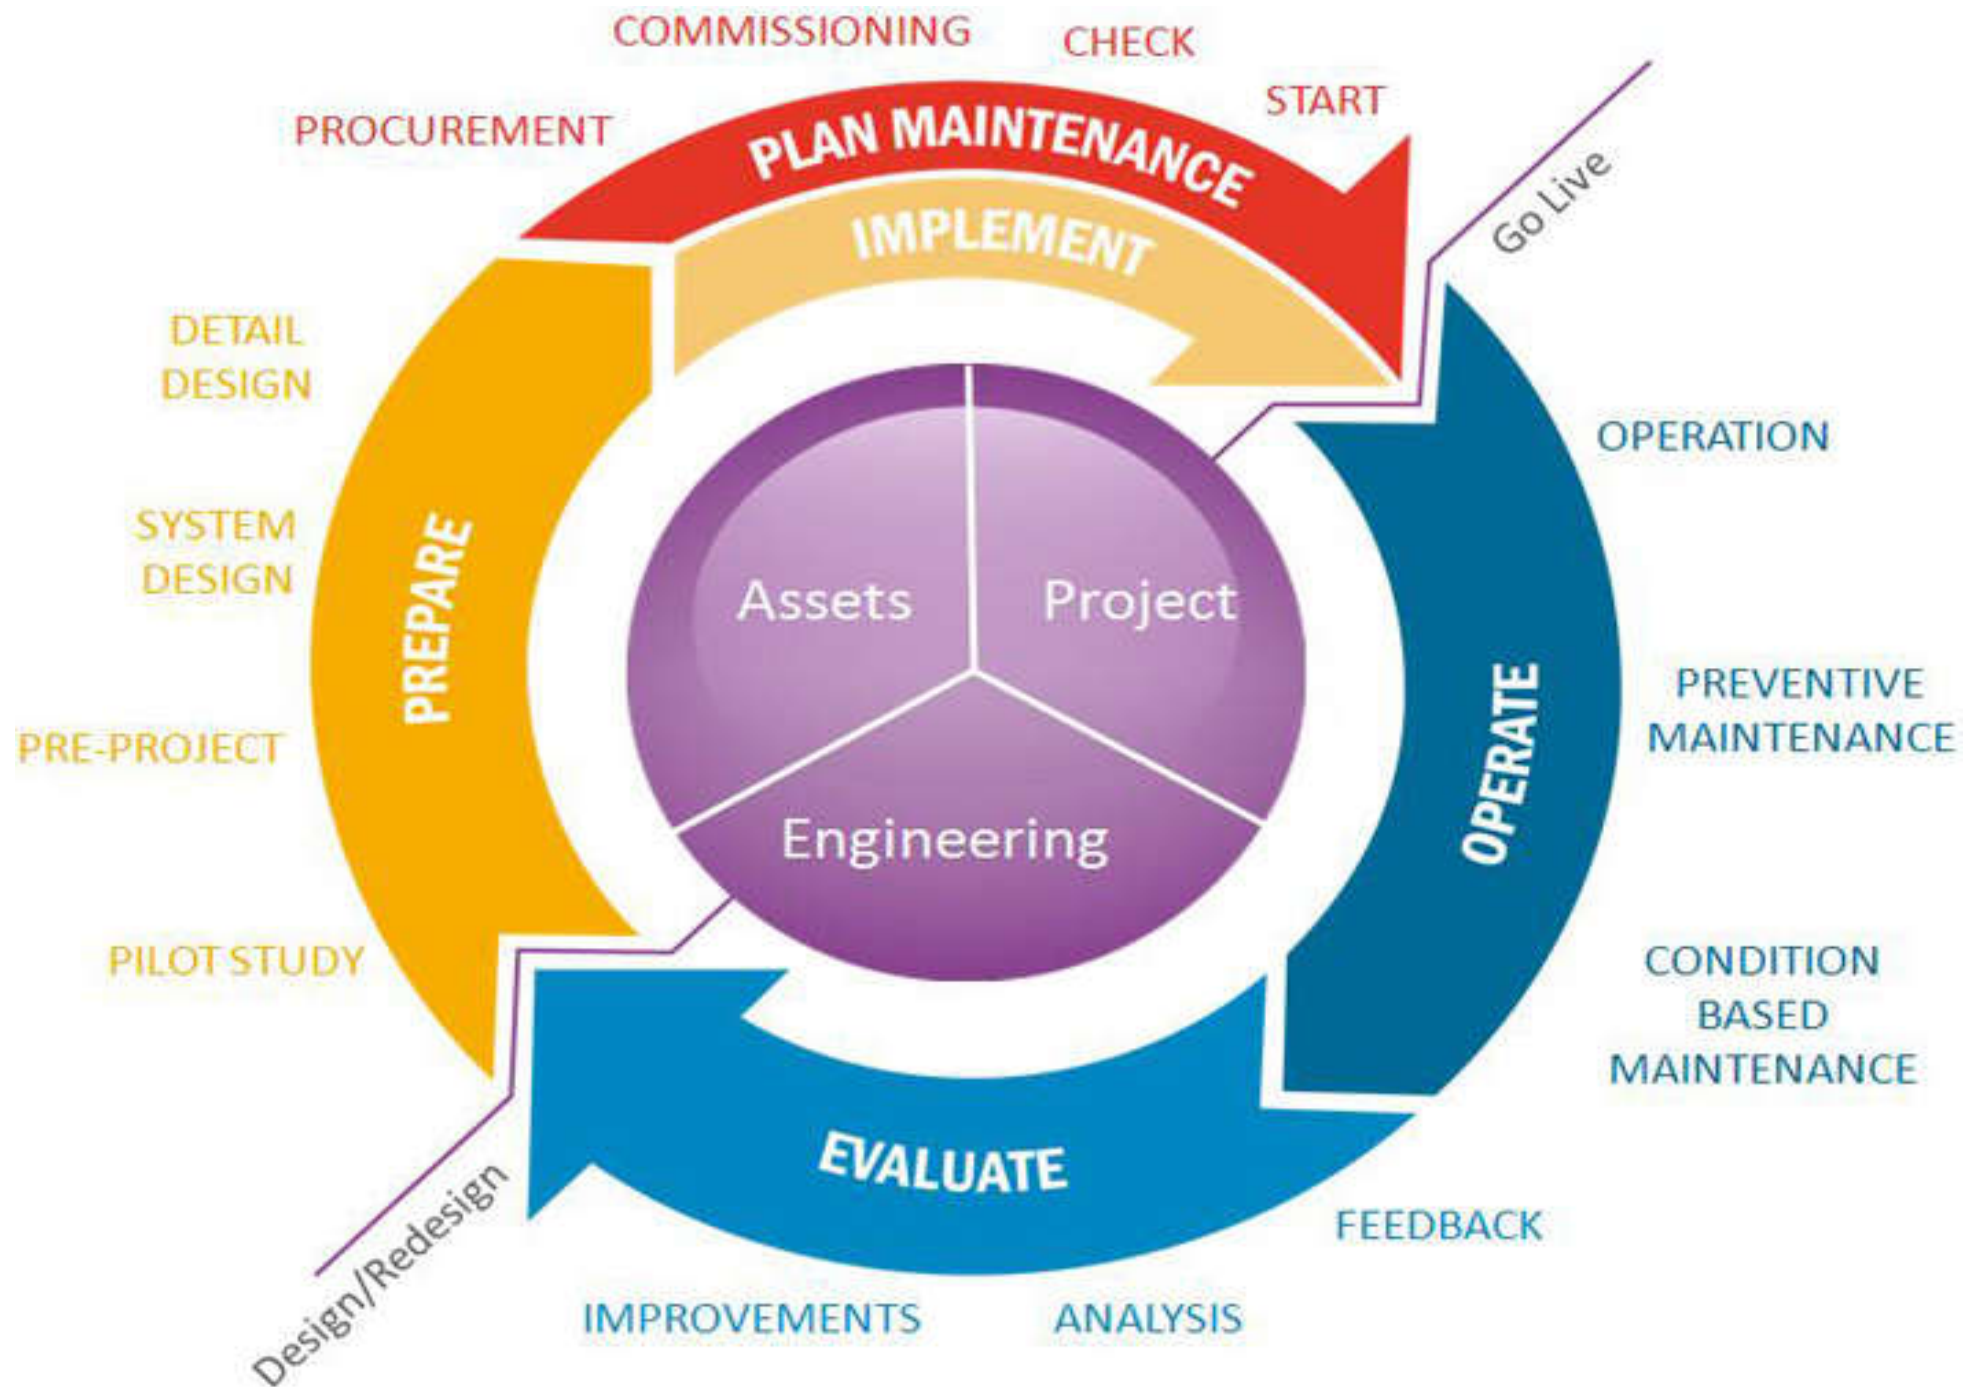 COMMISSIONING
CHECK
START
PROCUREMENT
PLAN MAINTENANCE
IMPLEMENT
Go Live
DETAIL
DESIGN
SYSTEM
DESIGN
PREPARE
PRE-PROJECT
PILOT STUDY
Assets
Project
Engineering
OPERATION
OPERATE
PREVENTIVE
MAINTENANCE
CONDITION
BASED
MAINTENANCE
EVALUATE
FEEDBACK
ANALYSIS
IMPROVEMENTS
Design/Redesign